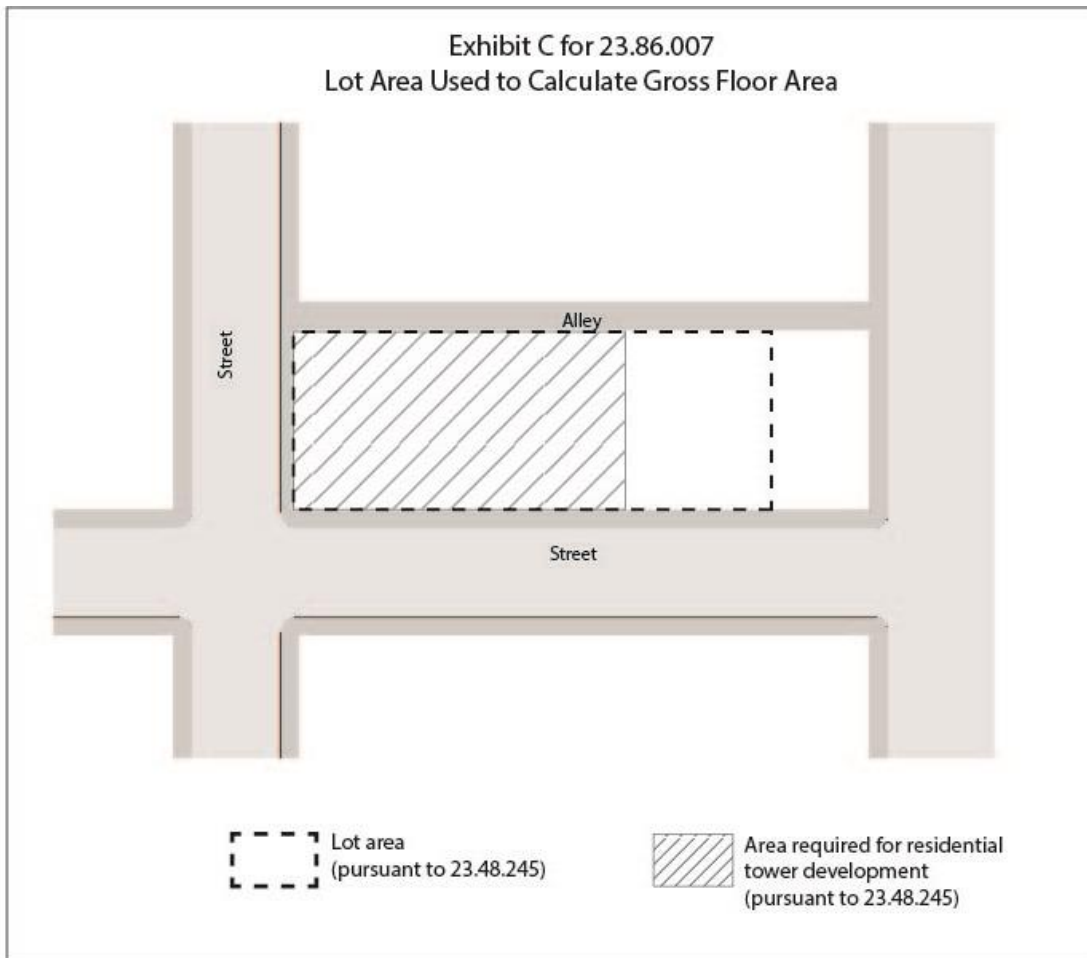 Exhibit C for 23.86.007
Lot Area Used to Calculate Gross Floor Area
Street
Alley
Street
Lot area
(pursuant to 23.48.245)
Area required for residential
tower development
(pursuant to 23.48.245)